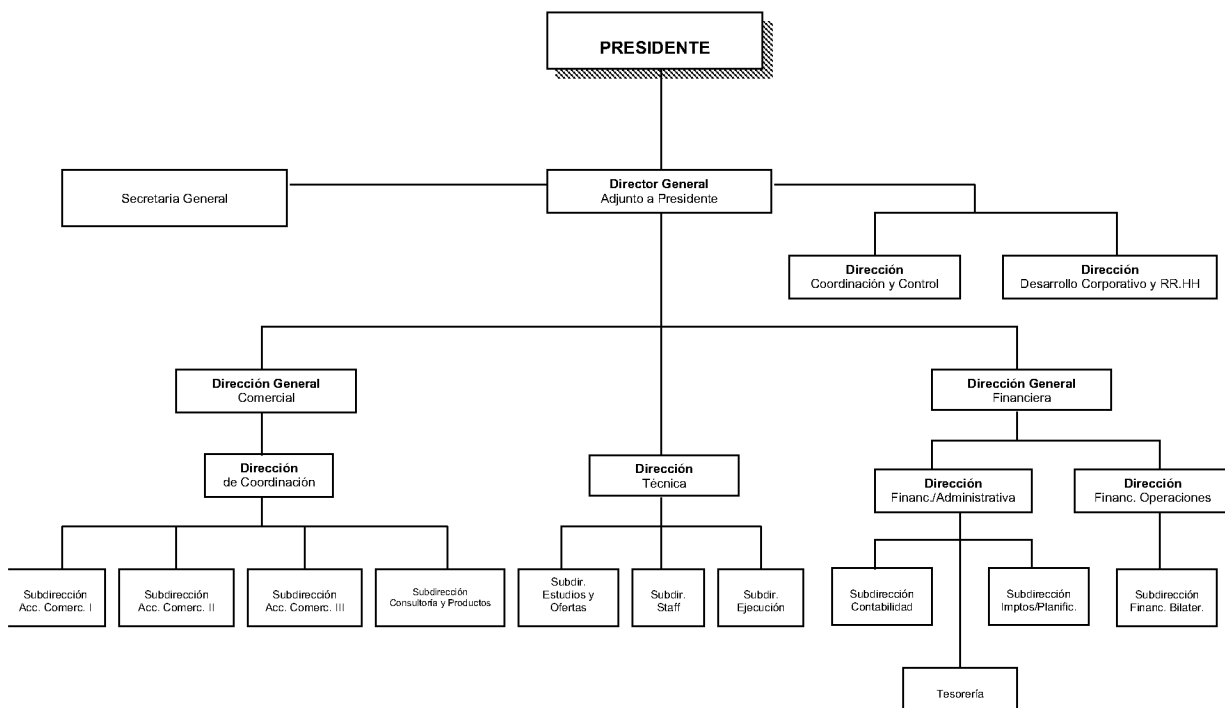 PRESIDENTE
Secretaria General
Director General
Adjunto a Presidente
Dirección
Coordinación y Control
Dirección
Desarrollo Corporativo y RR.HH
Dirección General
Comercial
Dirección General
Financiera
Dirección
de Coordinación
Dirección
Técnica
Dirección
Financ./Administrativa
Dirección
Financ. Operaciones
Subdirección
Acc. Comerc. I
Subdirección
Acc. Comerc. II
Subdirección
Acc. Comerc. III
Subdirección
Consultoría y Productos
Subdir.
Estudios y
Ofertas
Subdir.
Staff
Subdir.
Ejecución
Subdirección
Contabilidad
Subdirección
Imptos/Planific.
Subdirección
Financ. Bilater.
Tesorería